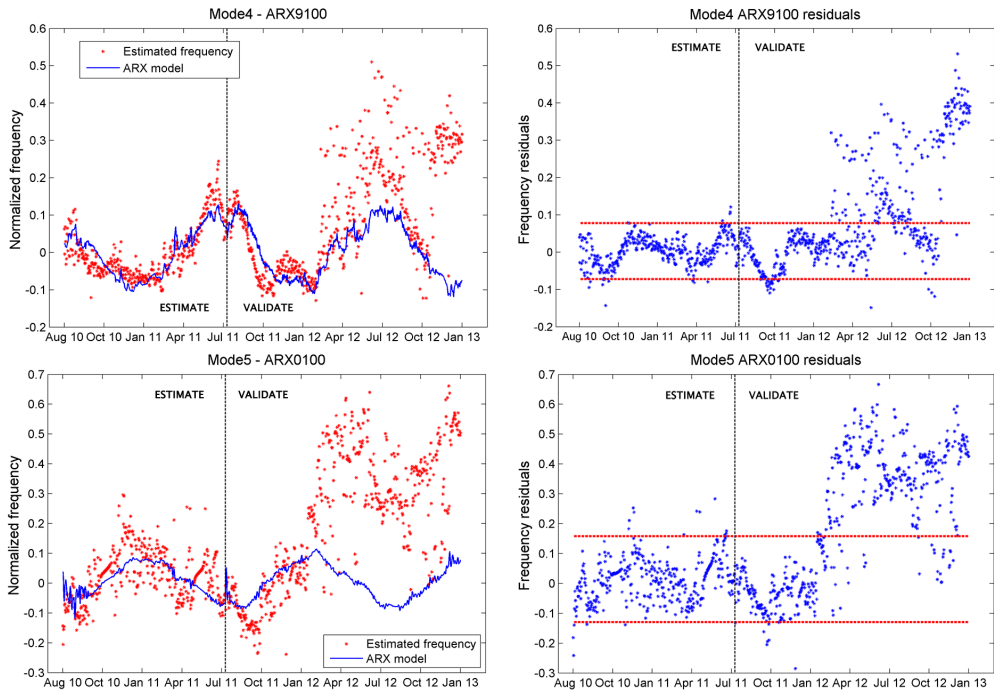 Mode4 - ARX9100
Normalized frequency
0.6
0.5
0.4
0.3
0.2
0.1
0
-0.1
-0.2
Estimated frequency
ARX model
ESTIMATE VALIDATE
Aug 10 Oct 10 Jan 11 Apr 11 Jul 11 Oct 11 Jan 12 Apr 12 Jul 12 Oct 12 Jan 13
Mode4 ARX9100 residuals
Frequency residuals
0.6
0.5
0.4
0.3
0.2
0.1
0
-0.1
-0.2
ESTIMATE VALIDATE
Aug 10 Oct 10 Jan 11 Apr 11 Jul 11 Oct 11 Jan 12 Apr 12 Jul 12 Oct 12 Jan 13
Mode5 - ARX0100
Normalized frequency
0.7
0.6
0.5
0.4
0.3
0.2
0.1
0
-0.1
-0.2
-0.3
ESTIMATE VALIDATE
Estimated frequency
ARX model
Aug 10 Oct 10 Jan 11 Apr 11 Jul 11 Oct 11 Jan 12 Apr 12 Jul 12 Oct 12 Jan 13
Mode5 ARX0100 residuals
Frequency residuals
0.7
0.6
0.5
0.4
0.3
0.2
0.1
0
-0.1
-0.2
-0.3
ESTIMATE VALIDATE
Aug 10 Oct 10 Jan 11 Apr 11 Jul 11 Oct 11 Jan 12 Apr 12 Jul 12 Oct 12 Jan 13